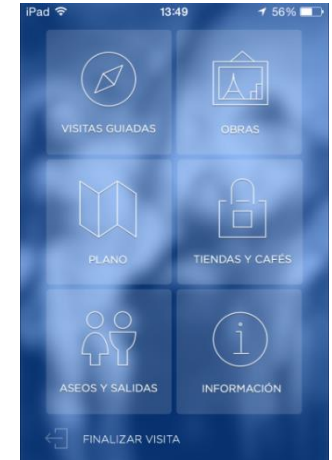 iPad 13:49 56%
VISITAS GUIADAS OBRAS
PLANO TIENDAS Y CAFÉS
ASEOS Y SALIDAS INFORMACIÓN
FINALIZAR VISITA